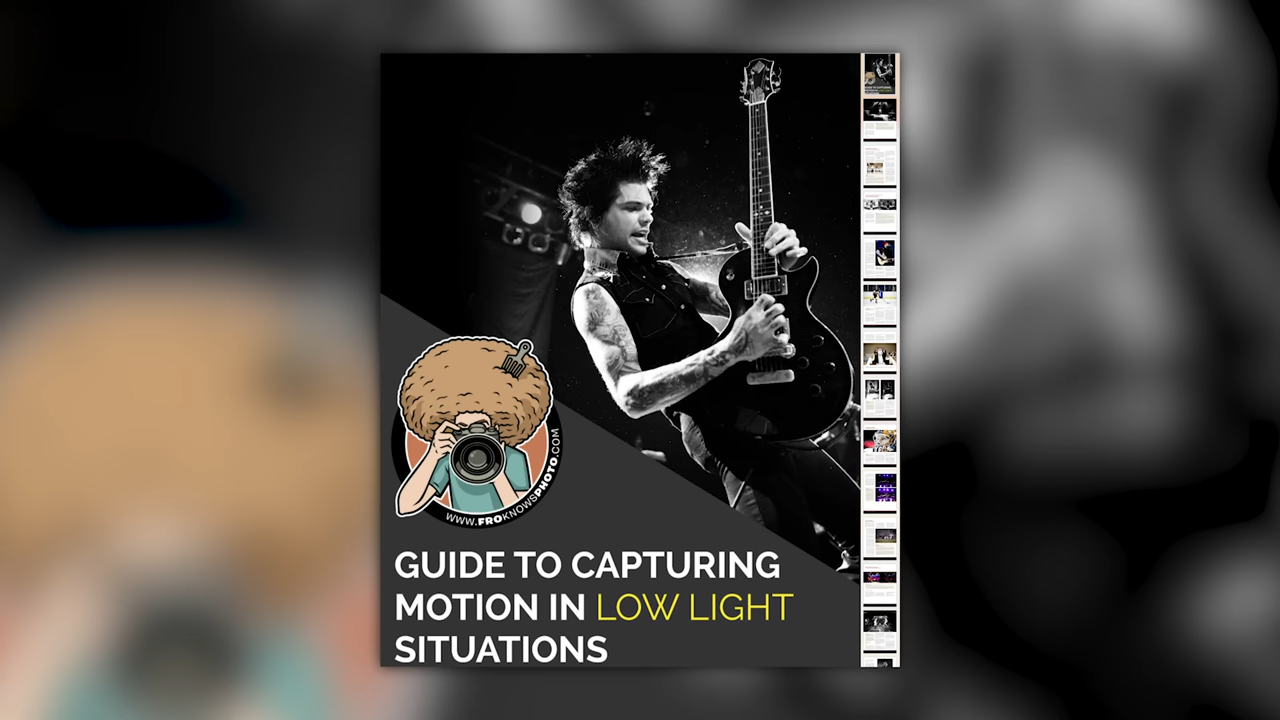 WWW.FROKNOWSPHOTO.COM
GUIDE TO CAPTURING
MOTION IN LOW LIGHT
SITUATIONS